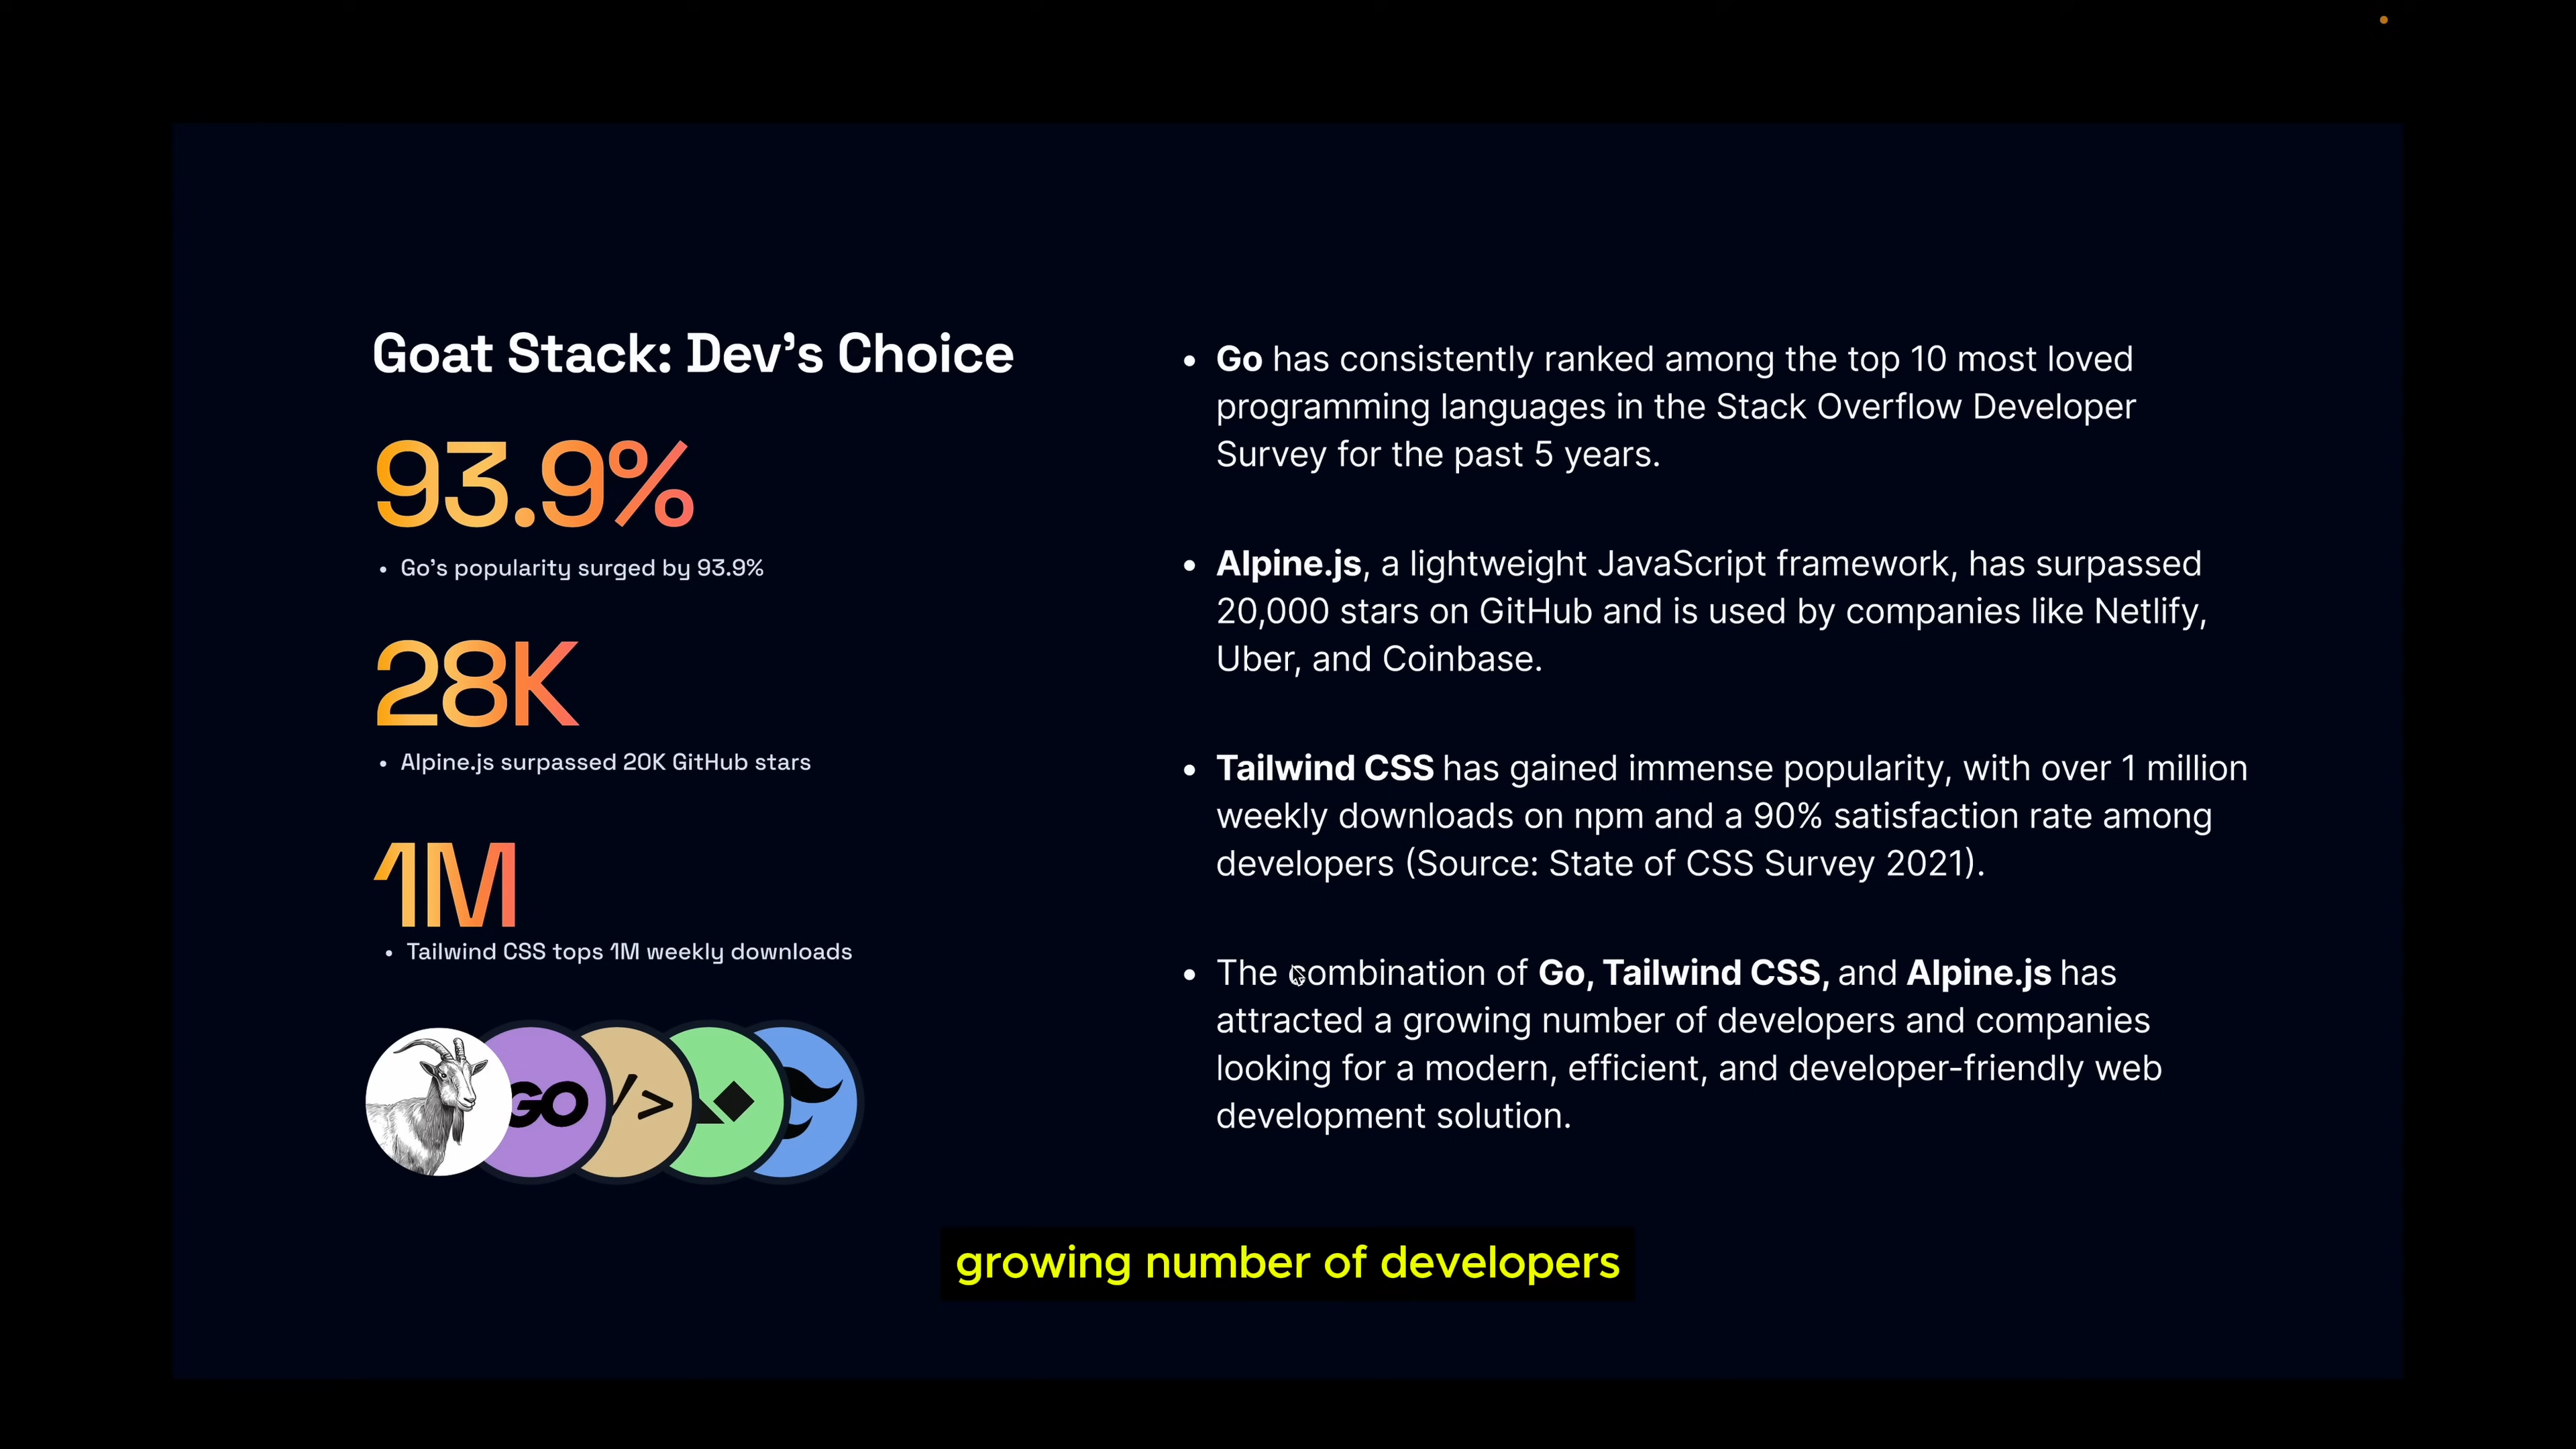 Goat Stack: Dev's Choice
93.9%
• Go's popularity surged by 93.9%
28K
• Alpine.js surpassed 20K GitHub stars
1M
• Tailwind CSS tops 1M weekly downloads
GO
/>
• Go has consistently ranked among the top 10 most loved
programming languages in the Stack Overflow Developer
Survey for the past 5 years.
• Alpine.js, a lightweight JavaScript framework, has surpassed
20,000 stars on GitHub and is used by companies like Netlify,
Uber, and Coinbase.
• Tailwind CSS has gained immense popularity, with over 1 million
weekly downloads on npm and a 90% satisfaction rate among
developers (Source: State of CSS Survey 2021).
• The combination of Go, Tailwind CSS, and Alpine.js has
attracted a growing number of developers and companies
looking for a modern, efficient, and developer-friendly web
development solution.
growing number of developers